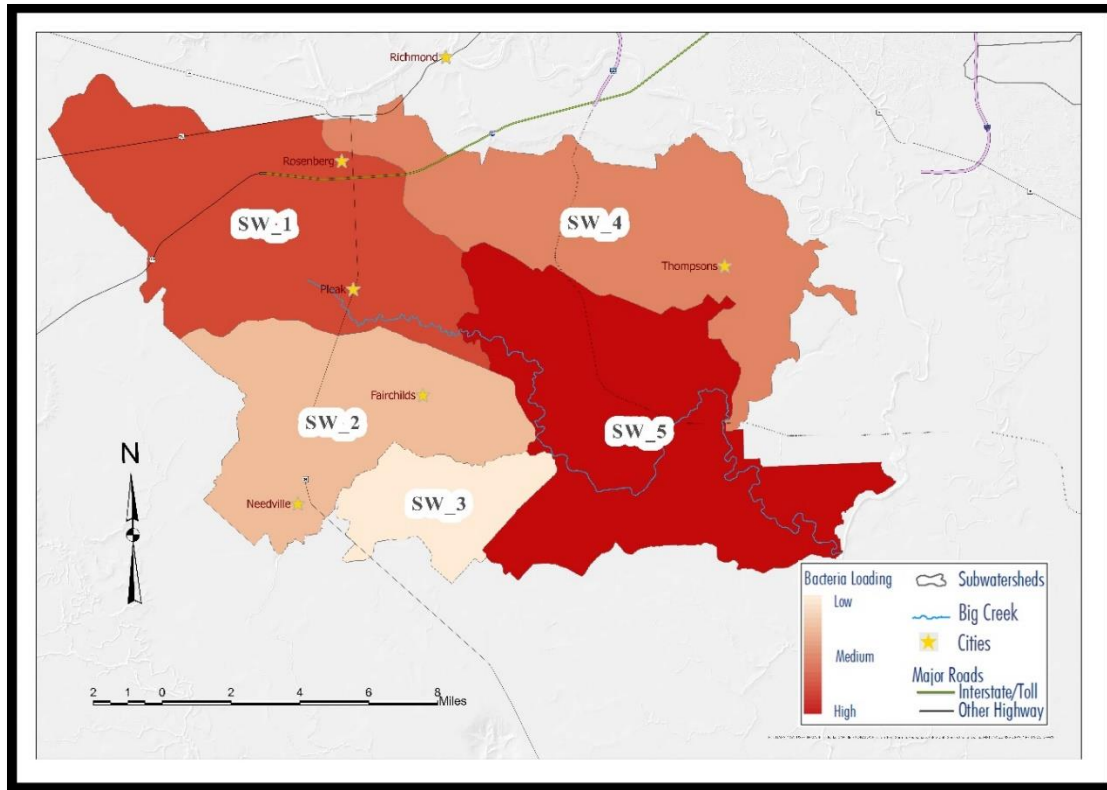 Richmond
Rosenberg
SW_1
SW_4
Thompsons
Pleak
Fairchilds
SW_2
SW_5
N
Needville
SW_3
Bacteria Loading
Low
Medium
High
Subwatersheds
Big Creek
Cities
Major Roads
Interstate/Toll
Other Highway
2 1 0 2 4 6 8
Miles